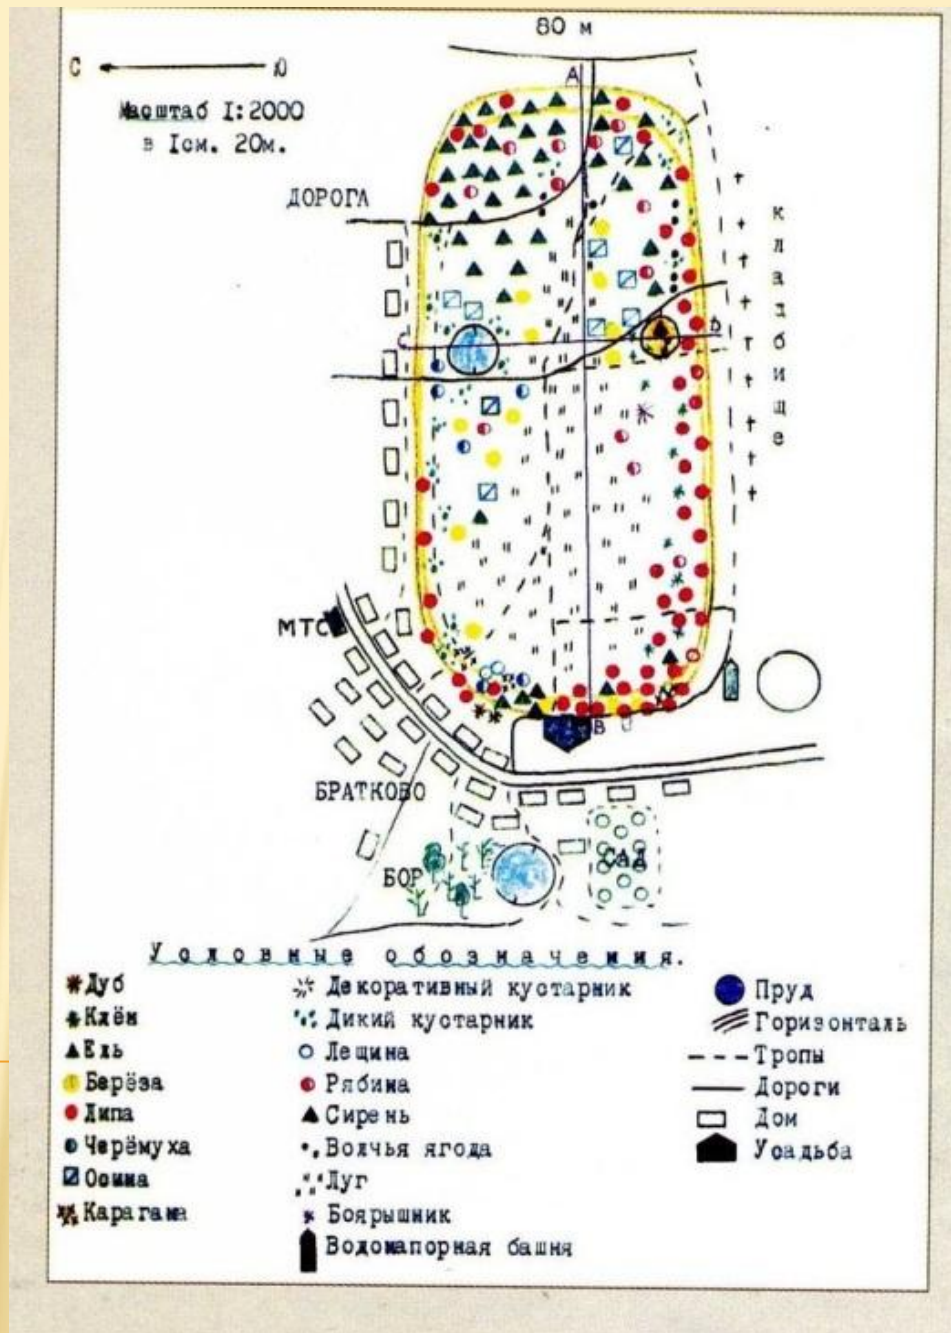 80 м
С Ю
Масштаб 1:2000
в 1см. 20м.
А
ДОРОГА
кладбище
С
D
МТС
В
БРАТКОВО
БОР
САД
Условные обозначения.
Дуб
Клён
Ель
Берёза
Липа
Черёмуха
Осина
Карагана
Декоративный кустарник
Дикий кустарник
Лещина
Рябина
Сирень
Волчья ягода
Луг
Боярышник
Водонапорная башня
Пруд
Горизонталь
Тропы
Дороги
Дом
Усадьба